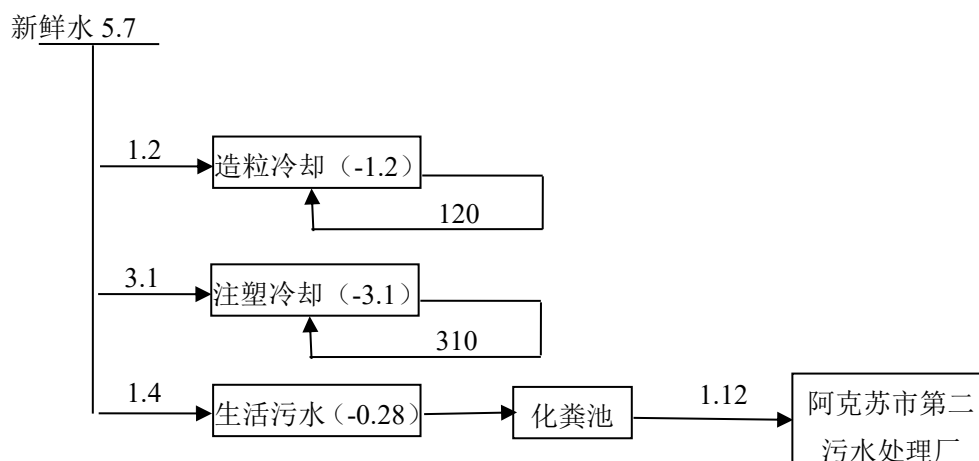 新鲜水 5.7
1.2
造粒冷却（-1.2）
120
3.1
注塑冷却（-3.1）
310
1.4
生活污水（-0.28）
化粪池
1.12
阿克苏市第二
污水处理厂